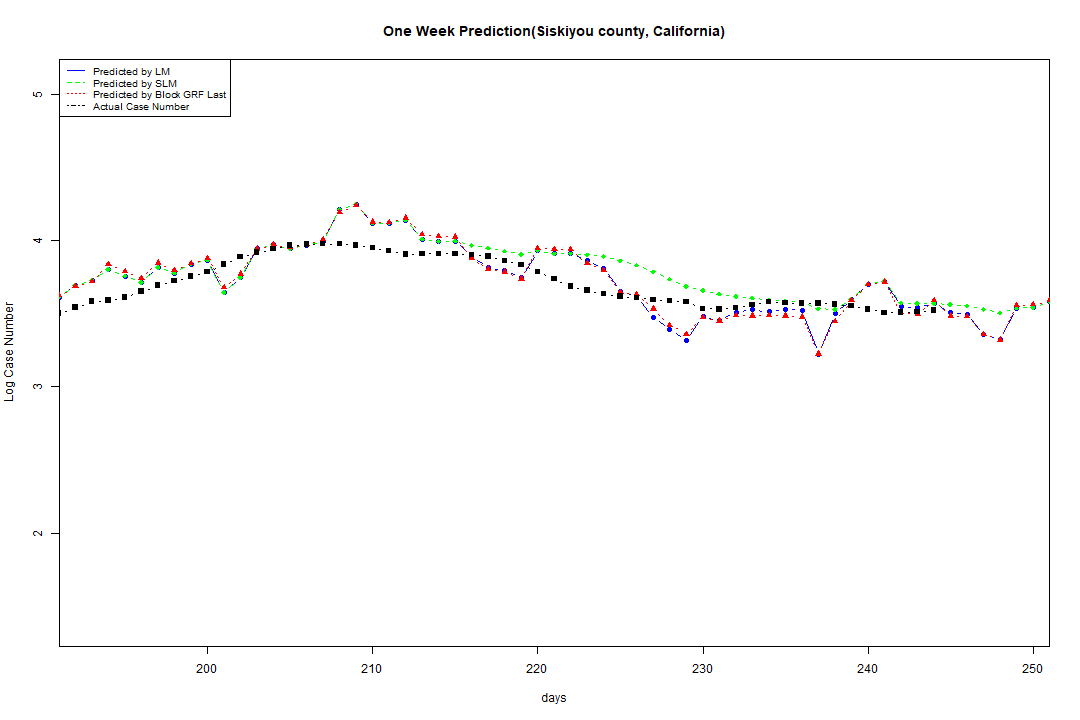 One Week Prediction(Siskiyou county, California)
Predicted by LM
Predicted by SLM
Predicted by Block GRF Last
Actual Case Number
5
4
3
2
Log Case Number
200 210 220 230 240 250
days